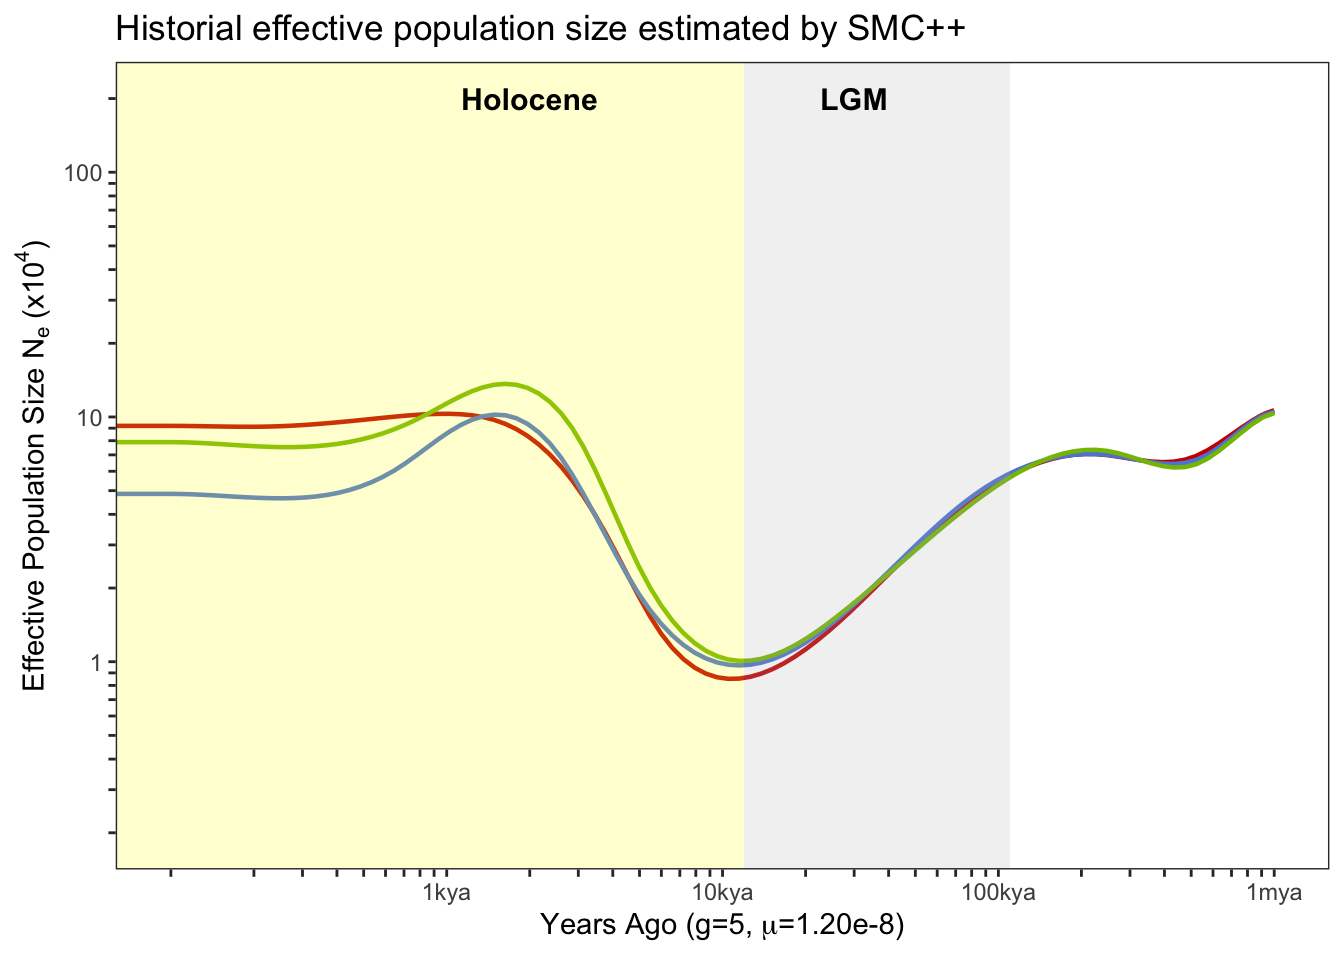 Historial effective population size estimated by SMC++
Holocene
LGM
100
10
1
Effective Population Size Nₑ (x10⁴)
1kya
10kya
100kya
1mya
Years Ago (g=5, μ=1.20e-8)